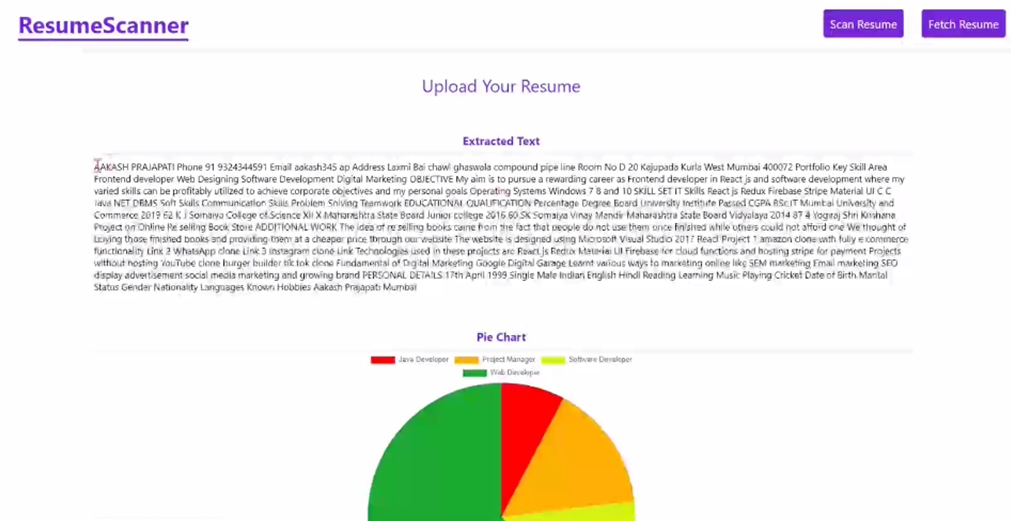 ResumeScanner
Scan Resume
Fetch Resume
Upload Your Resume
Extracted Text
AAKASH PRAJAPATI Phone 91 9324344591 Email aakash345 ap Address Laxmi Bai chawl ghaswala compound pipe line Room No D 20 Kajupada Kurla West Mumbai 400072 Portfolio Key Skill Area
Frontend developer Web Designing Software Development Digital Marketing OBJECTIVE My aim is to pursue a rewarding career as Frontend developer in React js and software development where my
varied skills can be profitably utilized to achieve corporate objectives and my personal goals Operating Systems Windows 7 8 and 10 SKILL SET IT Skills React js Redux Firebase Stripe Material UI C C
Java NET DBMS Soft Skills Communication Skills Problem Solving Teamwork EDUCATIONAL QUALIFICATION Percentage Degree Board University Institute Passed CGPA BSc IT Mumbai University and
Commerce 2019 62 K J Somaiya College of Science XII X Maharashtra State Board Junior college 2016 60 SK Somaiya Vinay Mandir Maharashtra State Board Vidyalaya 2014 87 4 Yograj Shri Krishana
Project on Online Re selling Book Store ADDITIONAL WORK The idea of re selling books came from the fact that people do not use them once finished while others could not afford one We thought of
buying those finished books and providing them at a cheaper price through our website The website is designed using Microsoft Visual Studio 2017 React Project 1 amazon clone with fully e commerce
functionality Link 2 WhatsApp clone Link 3 Instagram clone Link Technologies used in these projects are React js Redux Material UI Firebase for cloud functions and hosting stripe for payment Projects
without hosting YouTube clone burger builder tik tok clone Fundamental of Digital Marketing Google Digital Garage Learnt various ways to marketing online like SEM marketing Email marketing SEO
display advertisement social media marketing and growing brand PERSONAL DETAILS 17th April 1999 Single Male Indian English Hindi Reading Learning Music Playing Cricket Date of Birth Marital
Status Gender Nationality Languages Known Hobbies Aakash Prajapati Mumbai
Pie Chart
Java Developer Project Manager Software Developer
Web Developer